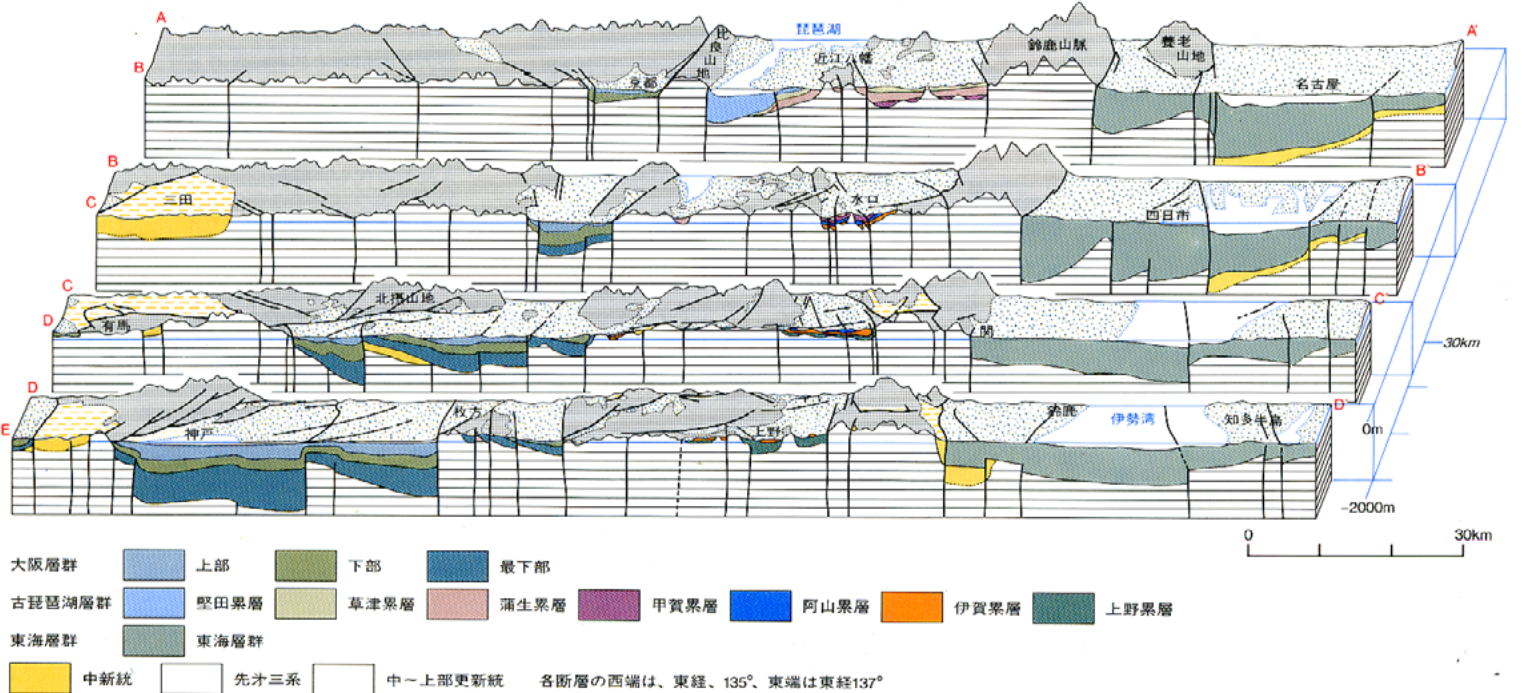 A
A'
琵琶湖
比良山地
鈴鹿山脈
養老山地
近江八幡
京都
名古屋
B
B
B'
三田
水口
四日市
C
C
C'
北摂山地
有馬
関
30km
D
D
D'
枚方
神戸
上野
鈴鹿
伊勢湾
知多半島
E
0m
-2000m
0 30km
大阪層群 上部 下部 最下部
古琵琶湖層群 堅田累層 草津累層 蒲生累層 甲賀累層 阿山累層 伊賀累層 上野累層
東海層群 東海層群
中新統 先才三系 中~上部更新統 各断層の西端は、東経、135°、東端は東経137°